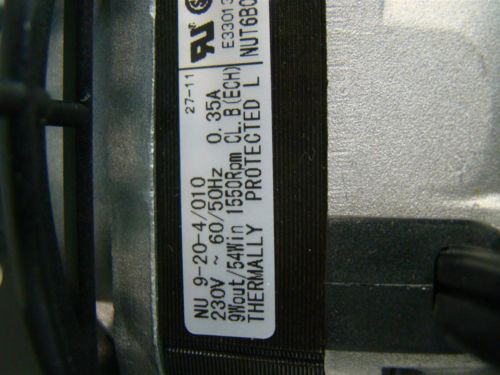 27-11
E33013
NUT6B0
NU 9-20-4/010
230V ~ 60/50Hz 0.35A
9Wout/54Win 1550Rpm CL.B(ECH)
THERMALLY PROTECTED L